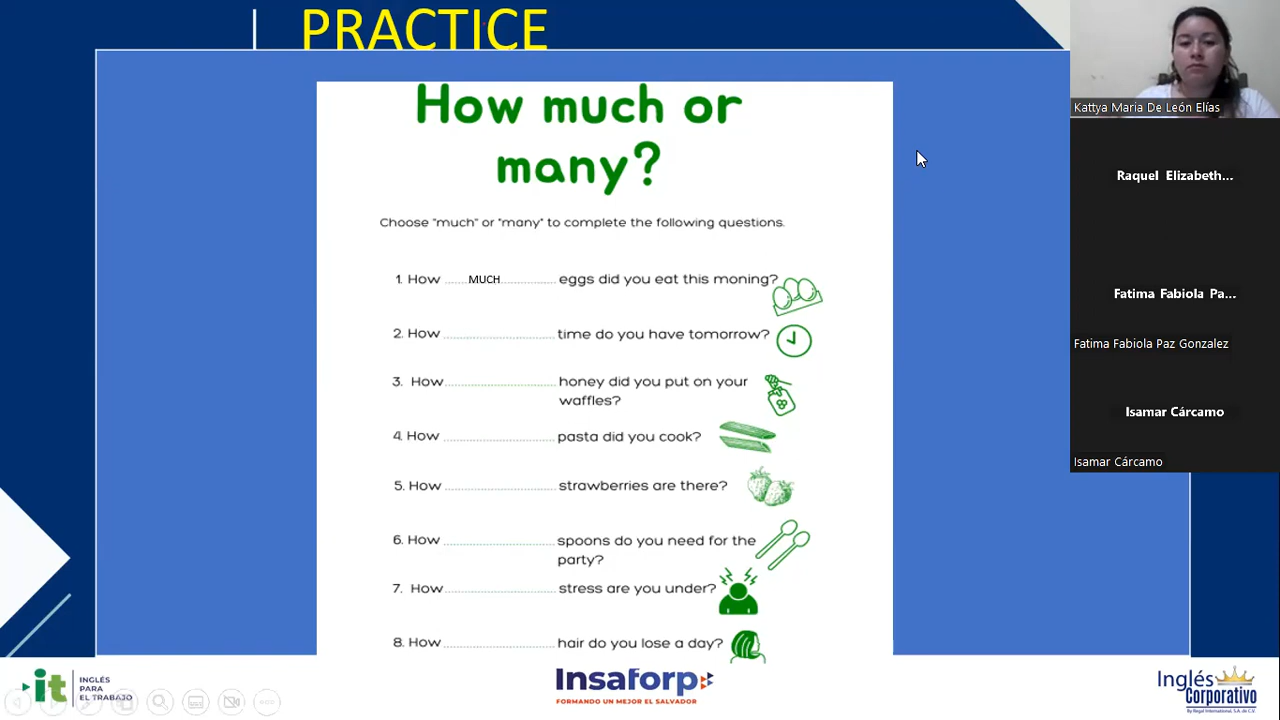 PRACTICE
How much or
many?
Choose "much" or "many" to complete the following questions.
1. How MUCH eggs did you eat this moning?
2. How time do you have tomorrow?
3. How honey did you put on your
waffles?
4. How pasta did you cook?
5. How strawberries are there?
6. How spoons do you need for the
party?
7. How stress are you under?
8. How hair do you lose a day?
Kattya Maria De León Elías
Raquel Elizabeth...
Fatima Fabiola Pa...
Fatima Fabiola Paz Gonzalez
Isamar Cárcamo
Isamar Cárcamo
it INGLÉS
PARA
EL TRABAJO
Insaforp
FORMANDO UN MEJOR EL SALVADOR
Inglés
Corporativo
By Regal International, S.A. de C.V.